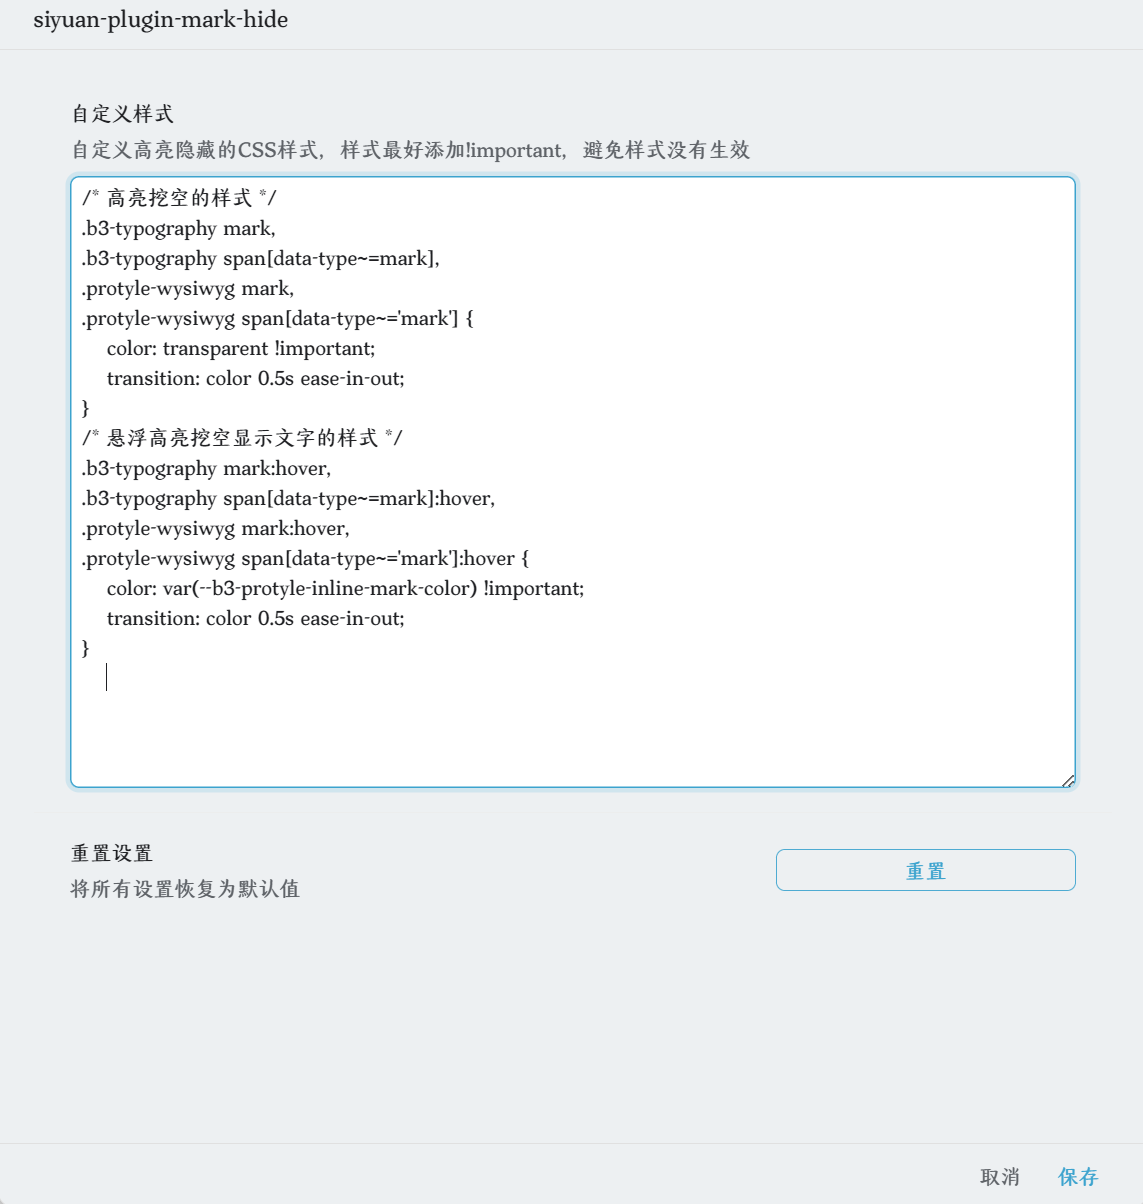 siyuan-plugin-mark-hide
自定义样式
自定义高亮隐藏的CSS样式，样式最好添加!important，避免样式没有生效
/* 高亮挖空的样式 */
.b3-typography mark,
.b3-typography span[data-type~=mark],
.protyle-wysiwyg mark,
.protyle-wysiwyg span[data-type~='mark'] {
    color: transparent !important;
    transition: color 0.5s ease-in-out;
}
/* 悬浮高亮挖空显示文字的样式 */
.b3-typography mark:hover,
.b3-typography span[data-type~=mark]:hover,
.protyle-wysiwyg mark:hover,
.protyle-wysiwyg span[data-type~='mark']:hover {
    color: var(--b3-protyle-inline-mark-color) !important;
    transition: color 0.5s ease-in-out;
}
重置设置
重置
将所有设置恢复为默认值
取消 保存